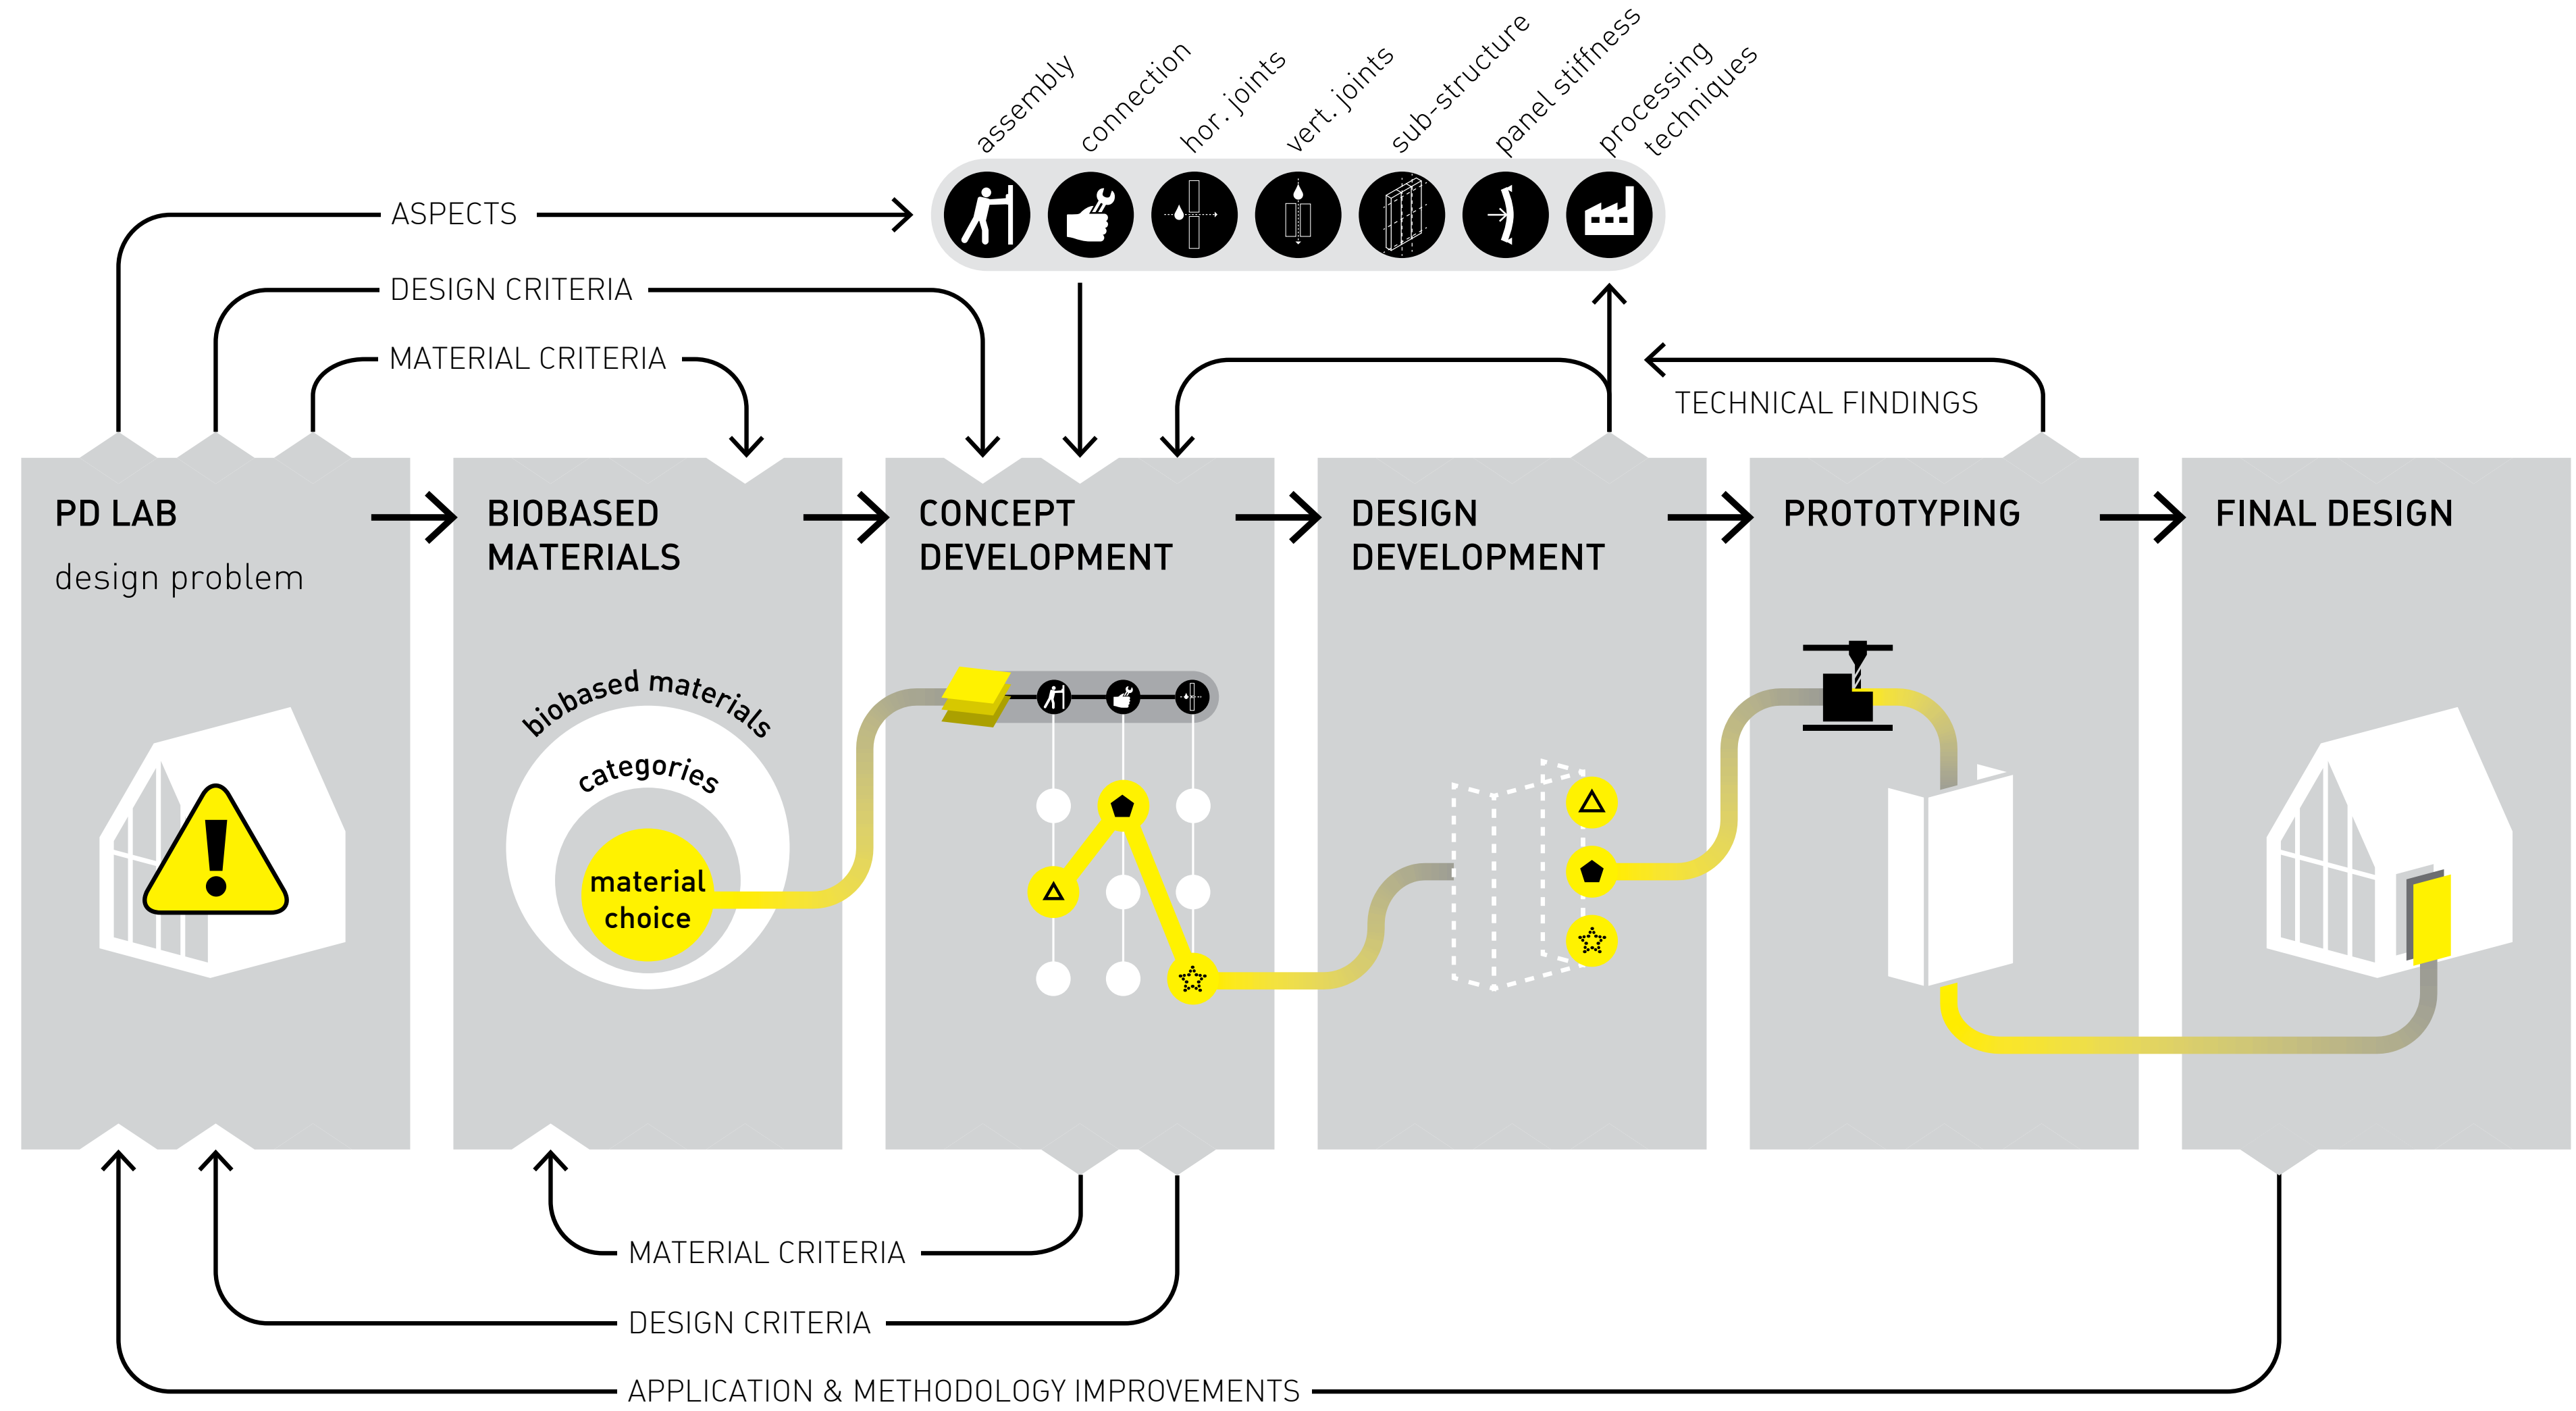 assembly
connection
hor. joints
vert. joints
sub-structure
panel stiffness
processing
techniques
ASPECTS
DESIGN CRITERIA
MATERIAL CRITERIA
TECHNICAL FINDINGS
PD LAB
design problem
BIOBASED
MATERIALS
biobased materials
categories
material
choice
CONCEPT
DEVELOPMENT
DESIGN
DEVELOPMENT
PROTOTYPING
FINAL DESIGN
MATERIAL CRITERIA
DESIGN CRITERIA
APPLICATION & METHODOLOGY IMPROVEMENTS